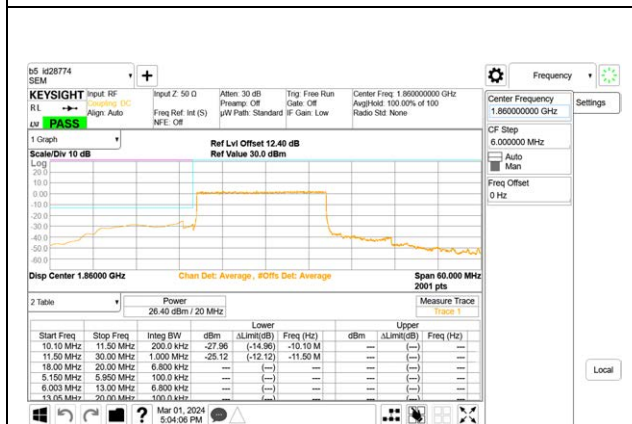 b5 id28774
SEM
Frequency
KEYSIGHT Input: RF Input Z: 50 Ω Atten: 30 dB Trig: Free Run Center Freq: 1.860000000 GHz
RL Coupling: DC Preamp: Off Gate: Off Avg|Hold: 100.00% of 100
Align: Auto Freq Ref: Int (S) µW Path: Standard IF Gain: Low Radio Std: None
LNI PASS NFE: Off
Center Frequency
1.860000000 GHz
Settings
CF Step
6.000000 MHz
Auto
Man
Freq Offset
0 Hz
1 Graph
Ref Lvl Offset 12.40 dB
Scale/Div 10 dB Ref Value 30.0 dBm
Log
20.0
10.0
0.00
-10.0
-20.0
-30.0
-40.0
-50.0
-60.0
Disp Center 1.86000 GHz Chan Det: Average, #Offs Det: Average Span 60.000 MHz
2001 pts
2 Table Power Measure Trace
26.40 dBm / 20 MHz Trace 1
Lower Upper
Start Freq Stop Freq Integ BW dBm ΔLimit(dB) Freq (Hz) dBm ΔLimit(dB) Freq (Hz)
10.10 MHz 11.50 MHz 200.0 kHz -27.96 (-14.96) -10.10 M --- (---) ---
11.50 MHz 30.00 MHz 1.000 MHz -25.12 (-12.12) -11.50 M --- (---) ---
18.00 MHz 20.00 MHz 6.800 kHz --- (---) --- --- (---) ---
5.150 MHz 5.950 MHz 100.0 kHz --- (---) --- --- (---) ---
6.003 MHz 13.00 MHz 6.800 kHz --- (---) --- --- (---) ---
13.05 MHz 20.00 MHz 100.0 kHz --- (---) --- --- (---) ---
Local
? Mar 01, 2024
5:04:06 PM